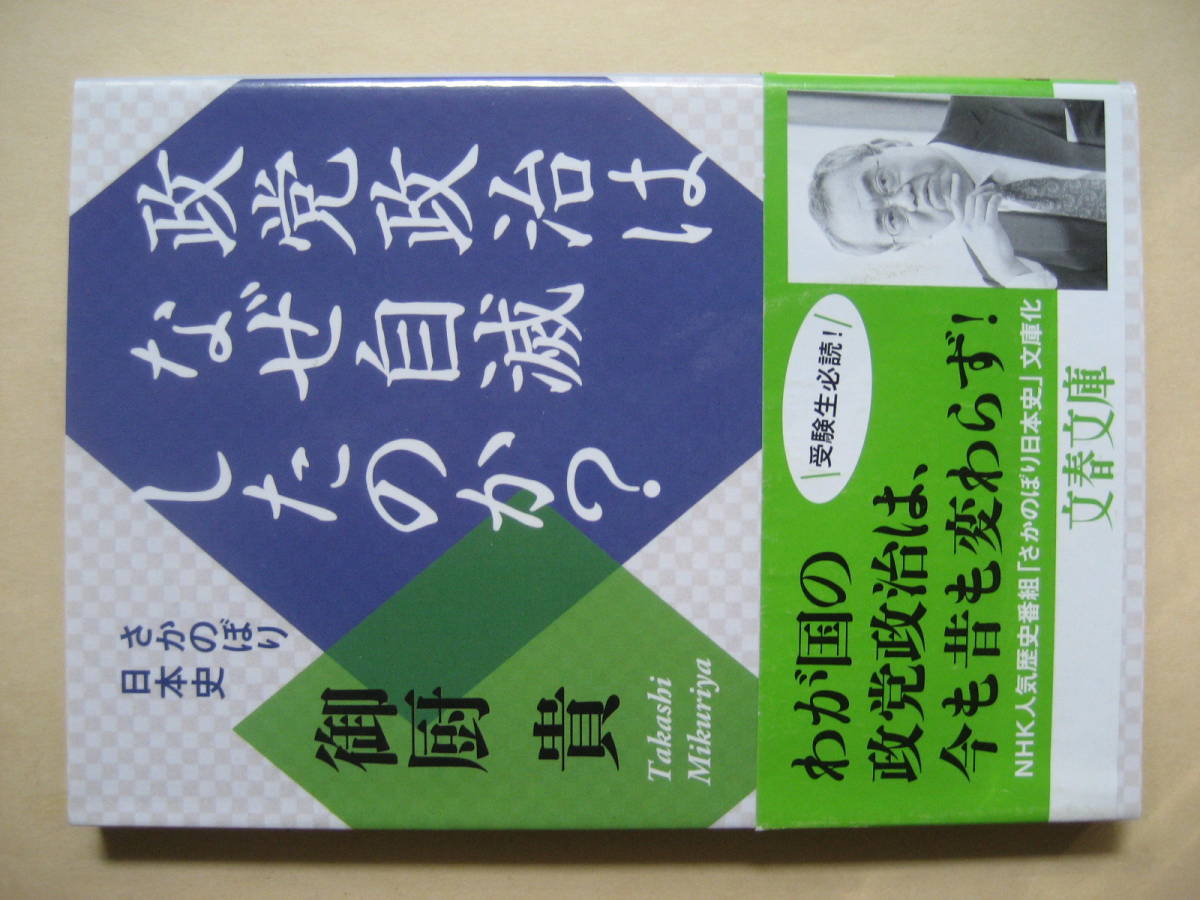 政党政治は
なぜ自滅
したのか？
さかのぼり
日本史
御厨
貴
Takashi
Mikuriya
受験生必読！
わが国の
政党政治は、
今も昔も変わらず！
NHK人気歴史番組「さかのぼり日本史」文庫化
文春文庫